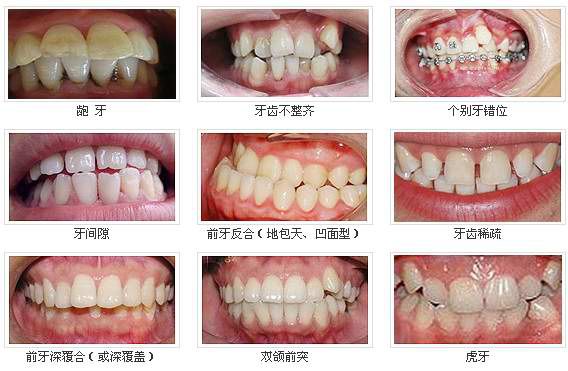 龅 牙
牙齿不整齐
个别牙错位
牙间隙
前牙反合（地包天、凹面型）
牙齿稀疏
前牙深覆合（或深覆盖）
双颌前突
虎牙